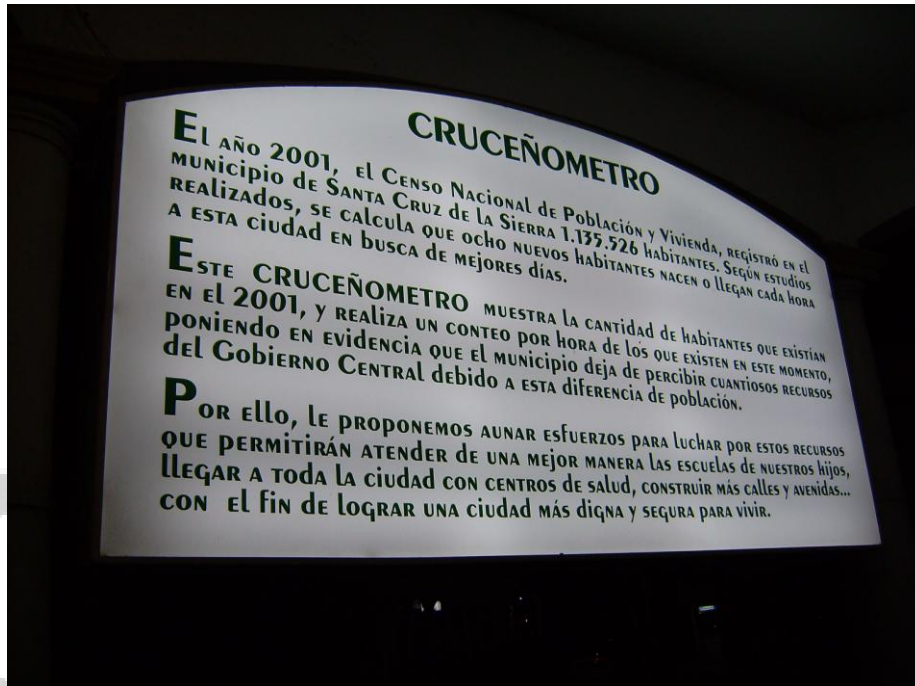 CRUCEÑOMETRO
El año 2001, el Censo Nacional de Población y Vivienda, registró en el
municipio de Santa Cruz de la Sierra 1.135.526 habitantes. Según estudios
realizados, se calcula que ocho nuevos habitantes nacen o llegan cada hora
a esta ciudad en busca de mejores días.
Este CRUCEÑOMETRO muestra la cantidad de habitantes que existían
en el 2001, y realiza un conteo por hora de los que existen en este momento,
poniendo en evidencia que el municipio deja de percibir cuantiosos recursos
del Gobierno Central debido a esta diferencia de población.
Por ello, le proponemos aunar esfuerzos para luchar por estos recursos
que permitirán atender de una mejor manera las escuelas de nuestros hijos,
llegar a toda la ciudad con centros de salud, construir más calles y avenidas...
con el fin de lograr una ciudad más digna y segura para vivir.